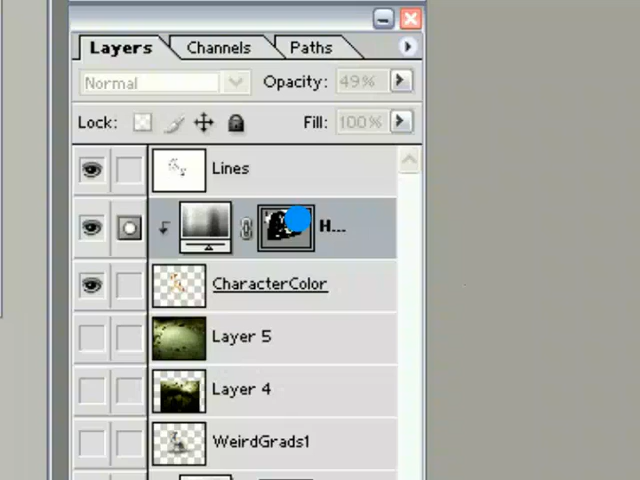 Layers Channels Paths
Normal Opacity: 49%
Lock: Fill: 100%
Lines
H...
CharacterColor
Layer 5
Layer 4
WeirdGrads1